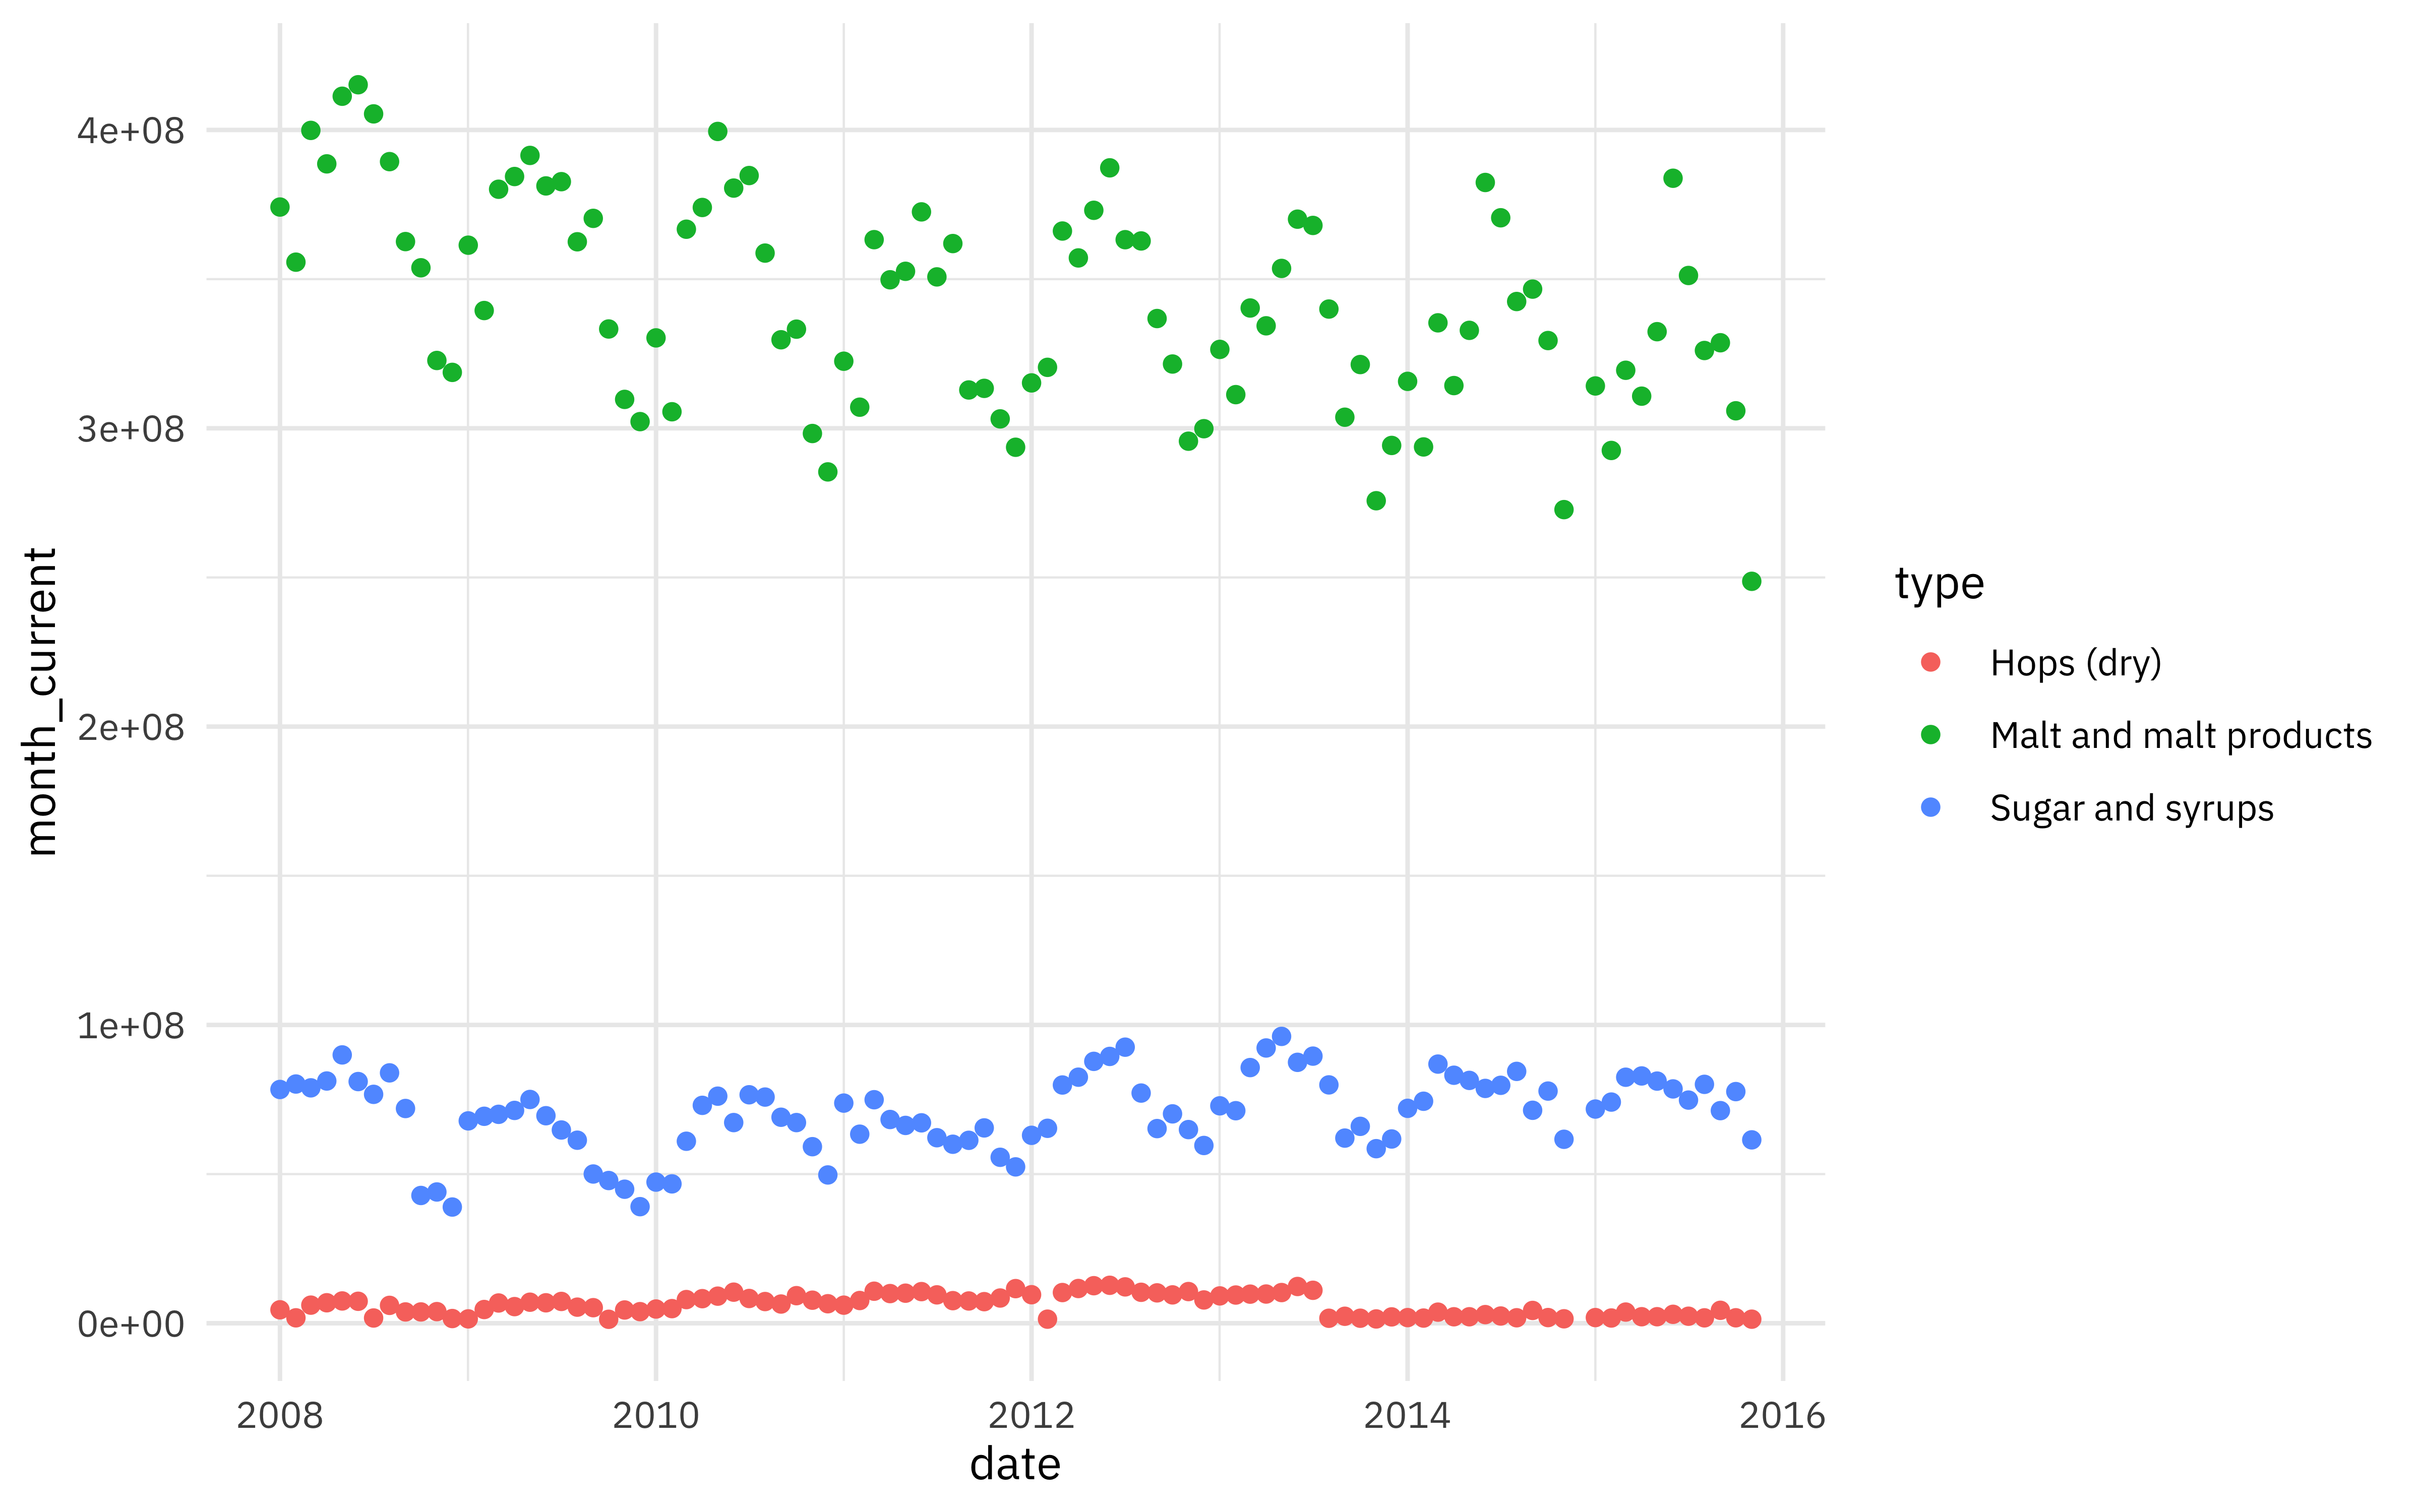 month_current
4e+08
3e+08
2e+08
1e+08
0e+00
2008 2010 2012 2014 2016
date
type
Hops (dry)
Malt and malt products
Sugar and syrups